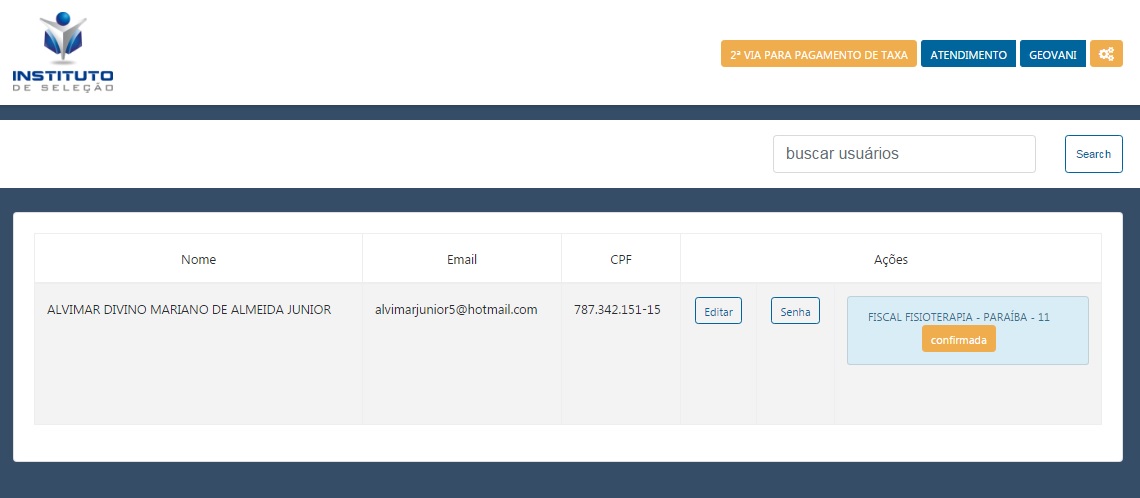 INSTITUTO
DE SELEÇÃO
2ª VIA PARA PAGAMENTO DE TAXA ATENDIMENTO GEOVANI
buscar usuários Search
Nome Email CPF Ações
ALVIMAR DIVINO MARIANO DE ALMEIDA JUNIOR alvimarjunior5@hotmail.com 787.342.151-15 Editar Senha FISCAL FISIOTERAPIA - PARAÍBA - 11
confirmada